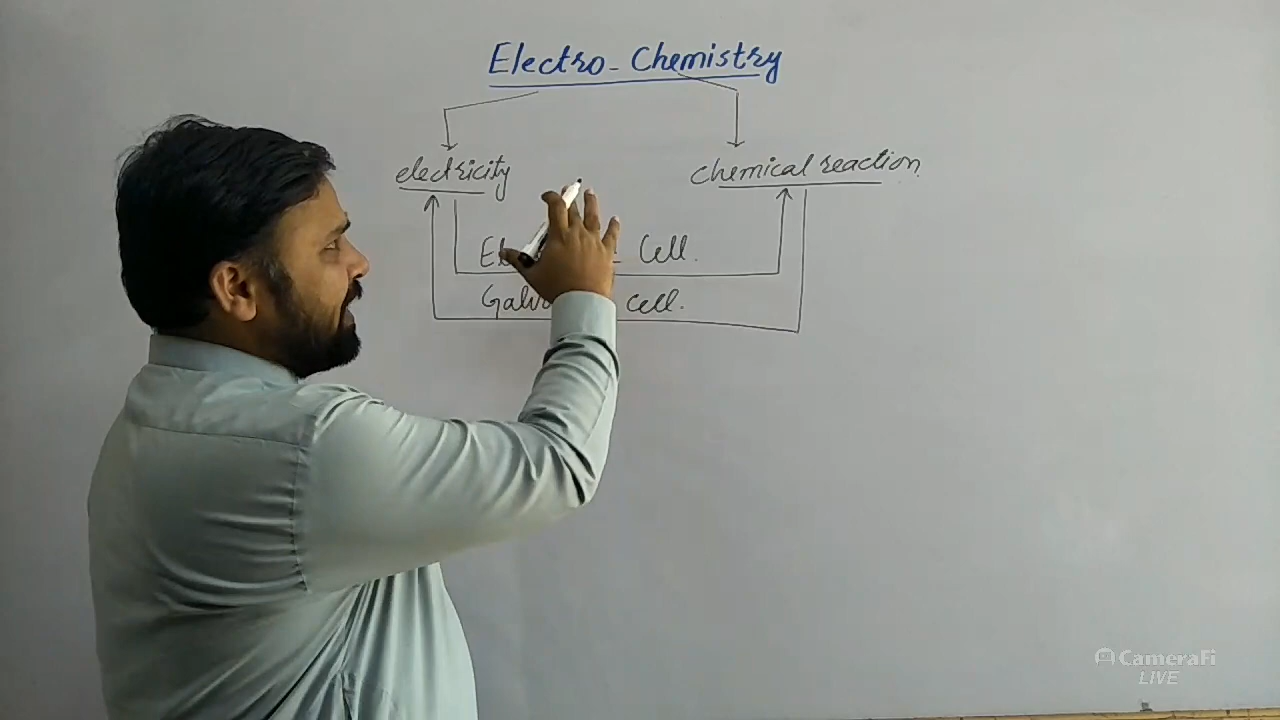 Electro-Chemistry
electricity chemical reaction
Cell.
cell.
CameraFi
LIVE